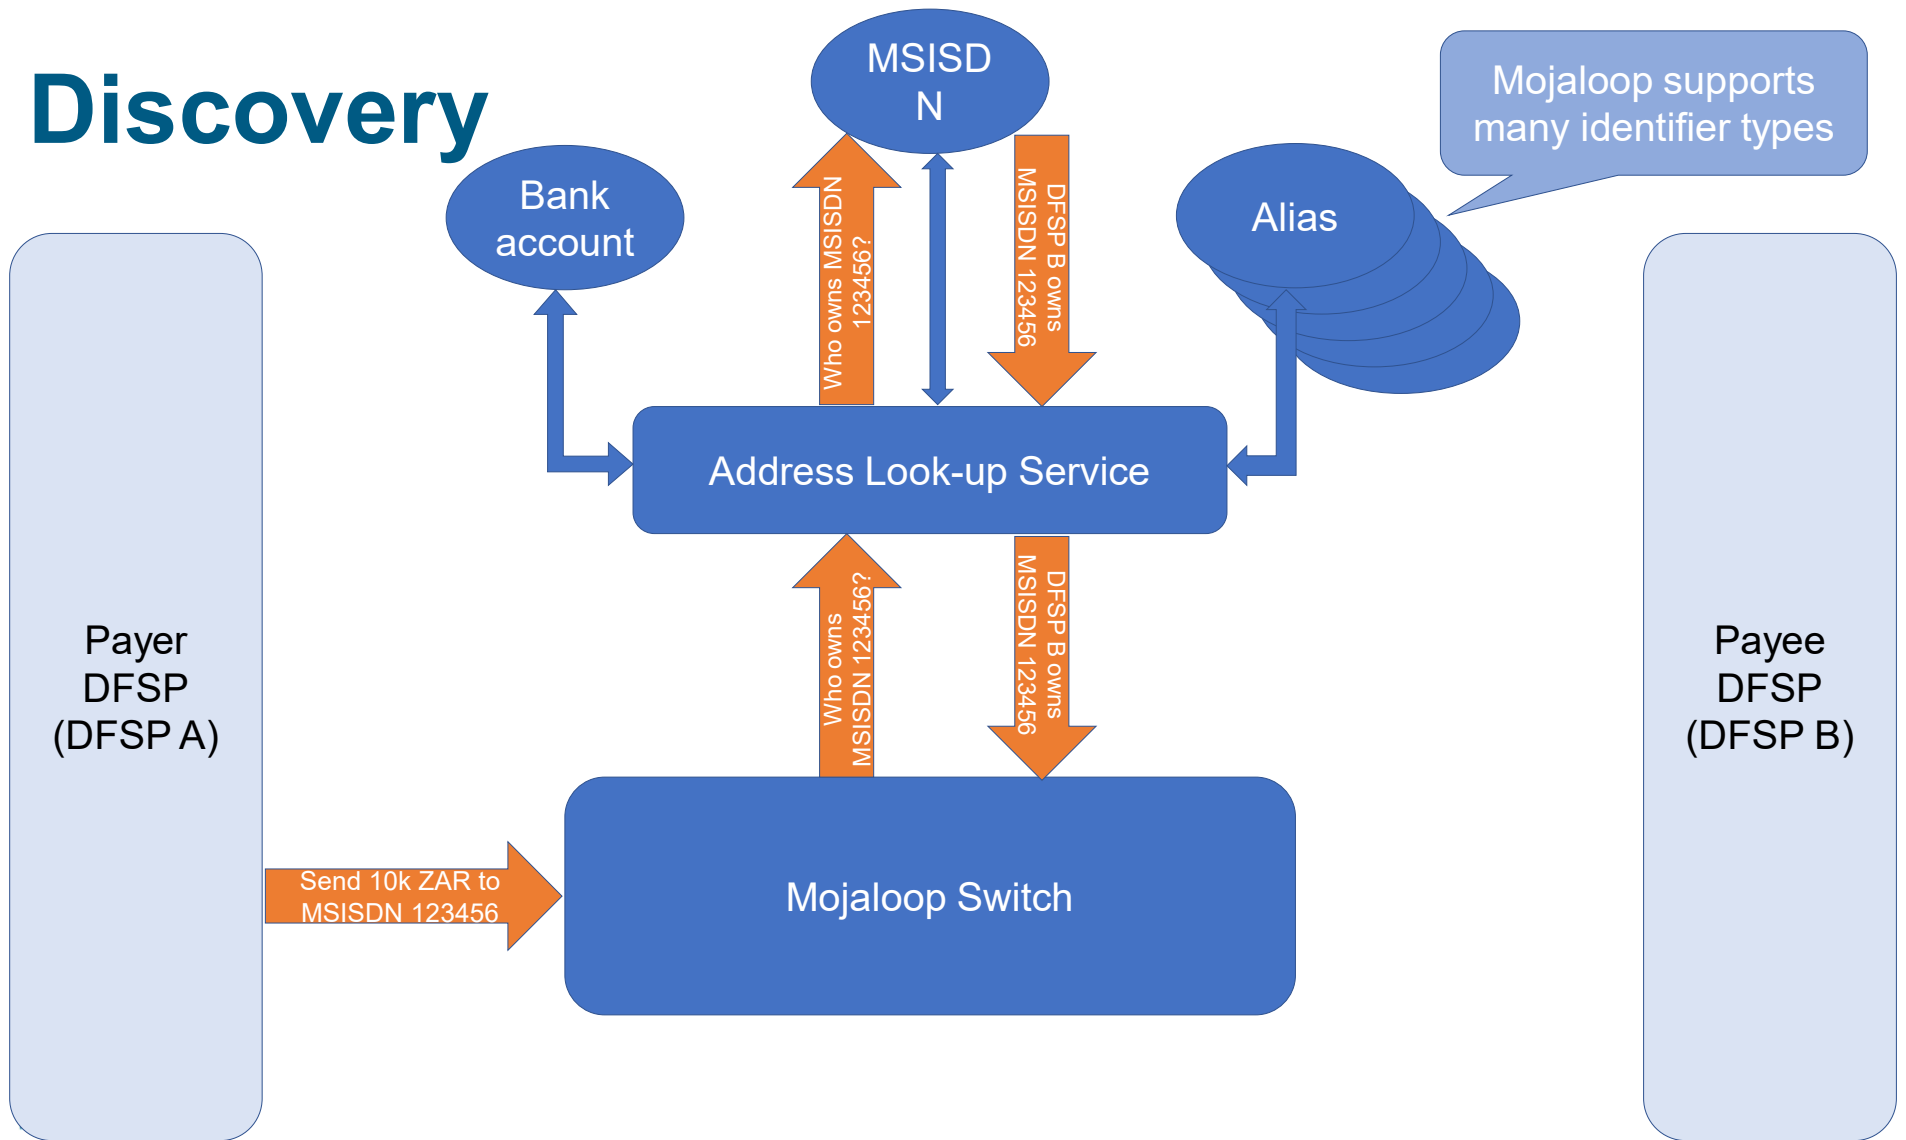 Discovery
MSISD
N
Mojaloop supports
many identifier types
Bank
account
Alias
Who owns MSISDN
123456?
DFSP B owns
MSISDN 123456
Address Look-up Service
Who owns
MSISDN 123456?
DFSP B owns
MSISDN 123456
Payer
DFSP
(DFSP A)
Payee
DFSP
(DFSP B)
Send 10k ZAR to
MSISDN 123456
Mojaloop Switch